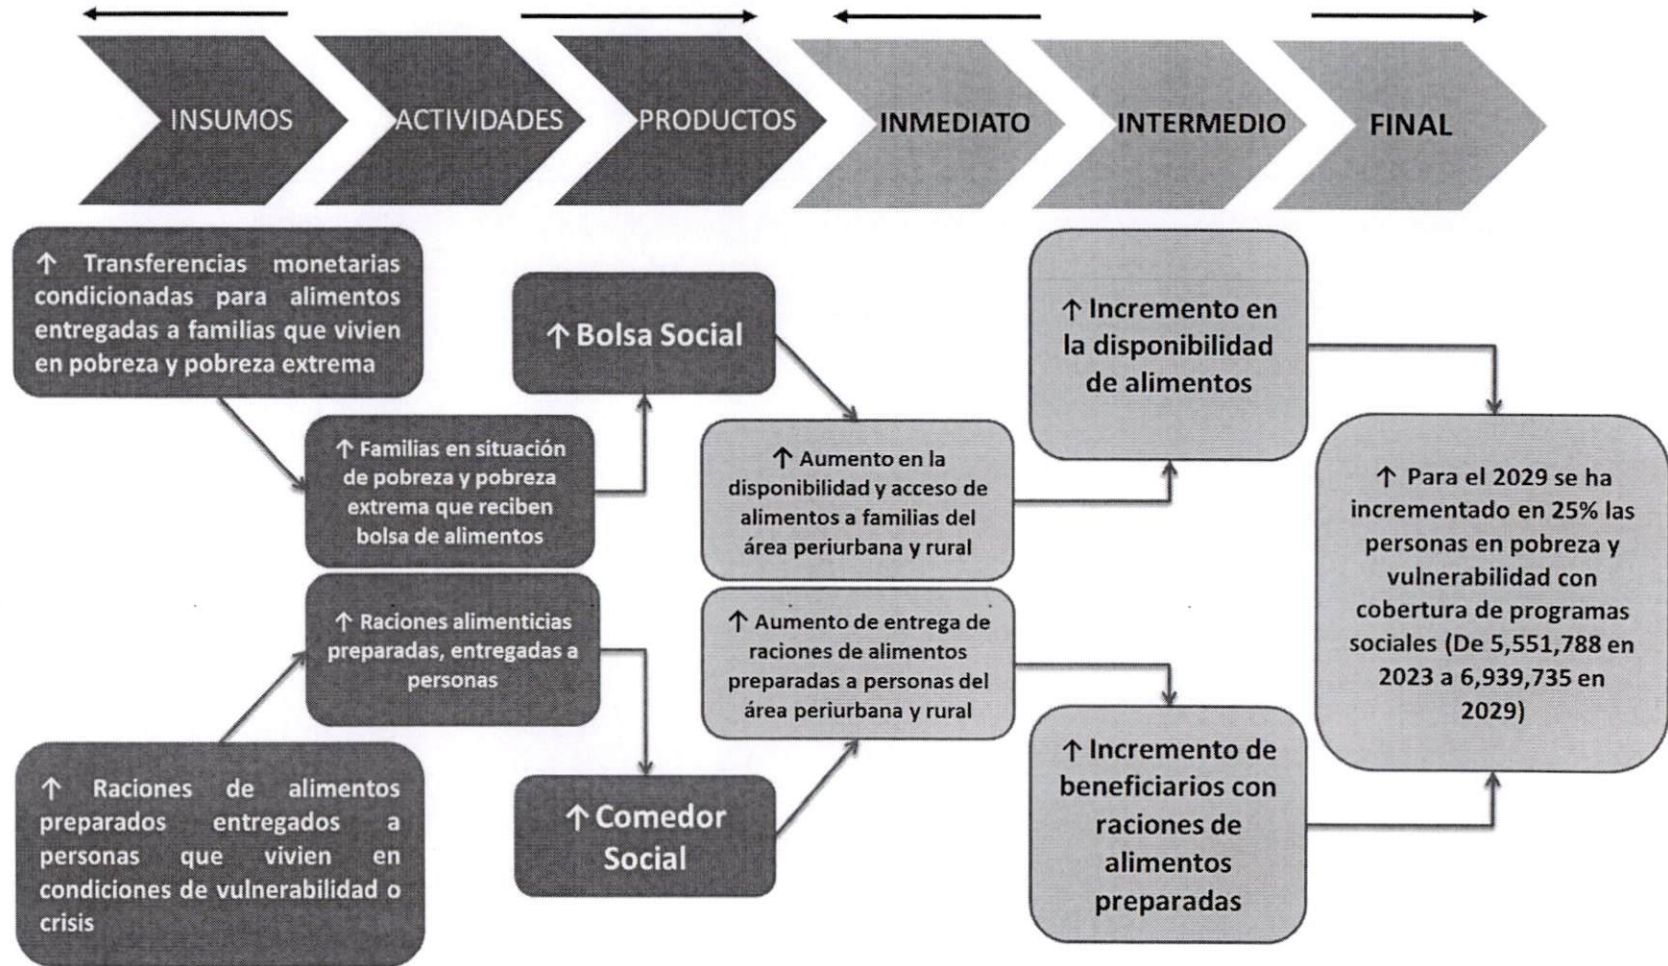 INSUMOS
ACTIVIDADES
PRODUCTOS
INMEDIATO
INTERMEDIO
FINAL
↑ Transferencias monetarias
condicionadas para alimentos
entregadas a familias que vivien
en pobreza y pobreza extrema
↑ Familias en situación
de pobreza y pobreza
extrema que reciben
bolsa de alimentos
↑ Bolsa Social
↑ Aumento en la
disponibilidad y acceso de
alimentos a familias del
área periurbana y rural
↑ Incremento en
la disponibilidad
de alimentos
↑ Raciones de alimentos
preparados entregados a
personas que vivien en
condiciones de vulnerabilidad o
crisis
↑ Raciones alimenticias
preparadas, entregadas a
personas
↑ Comedor
Social
↑ Aumento de entrega de
raciones de alimentos
preparadas a personas del
área periurbana y rural
↑ Incremento de
beneficiarios con
raciones de
alimentos
preparadas
↑ Para el 2029 se ha
incrementado en 25% las
personas en pobreza y
vulnerabilidad con
cobertura de programas
sociales (De 5,551,788 en
2023 a 6,939,735 en
2029)